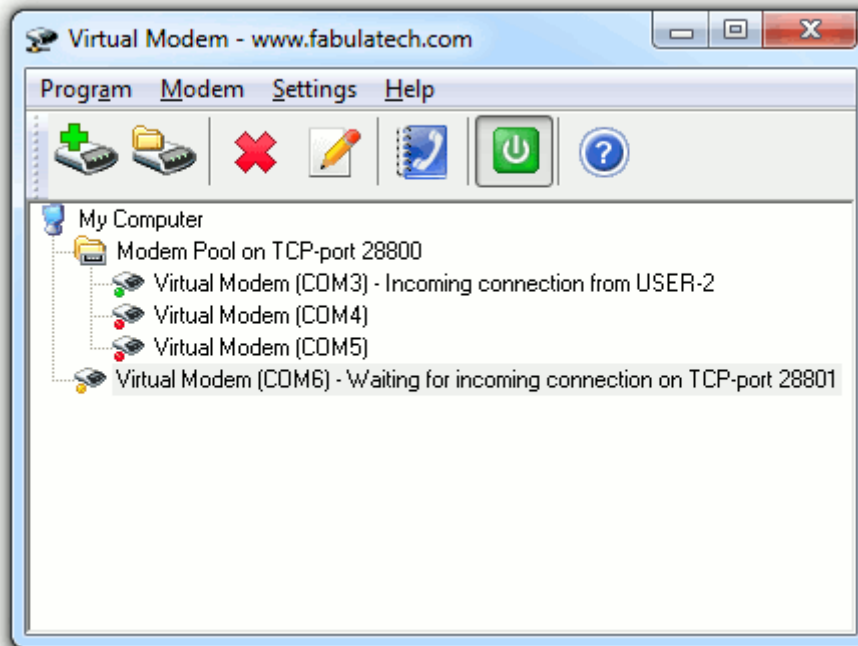 Virtual Modem - www.fabulatech.com
Program Modem Settings Help
My Computer
Modem Pool on TCP-port 28800
Virtual Modem (COM3) - Incoming connection from USER-2
Virtual Modem (COM4)
Virtual Modem (COM5)
Virtual Modem (COM6) - Waiting for incoming connection on TCP-port 28801